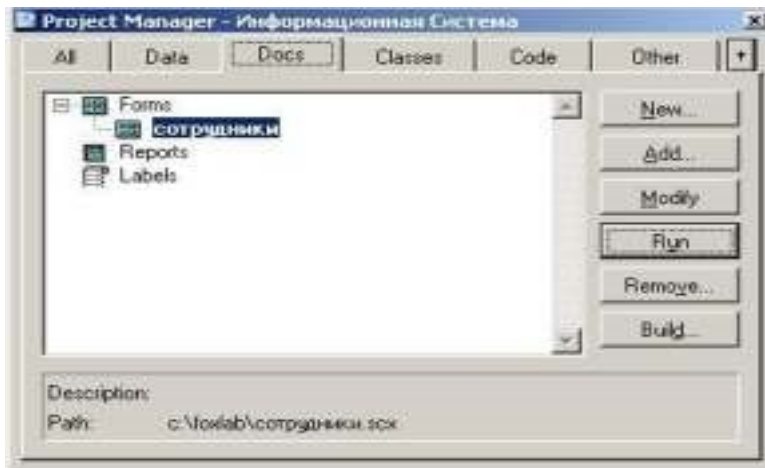 Project Manager - Информационная Система
All Data Docs Classes Code Other +
Forms
сотрудники
Reports
Labels
New...
Add...
Modify
Run
Remove...
Build...
Description:
Path: c:\foxlab\сотрудники.scx